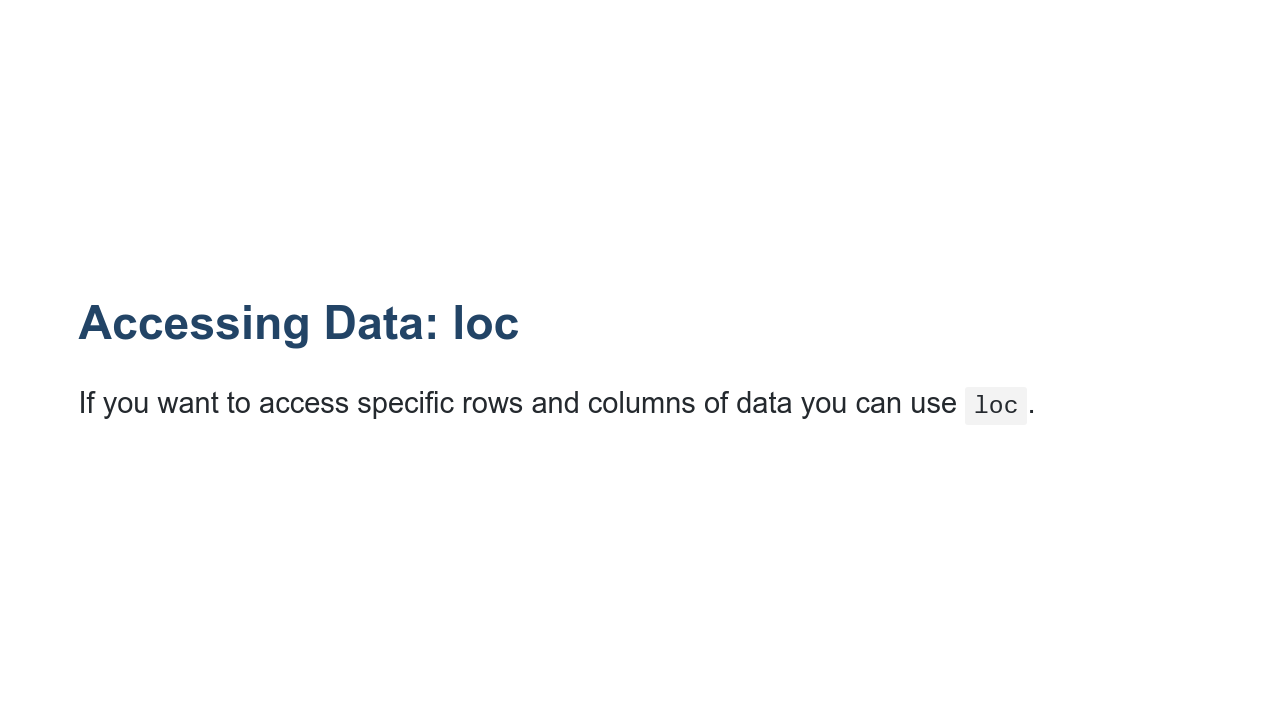 Accessing Data: loc
If you want to access specific rows and columns of data you can use loc.